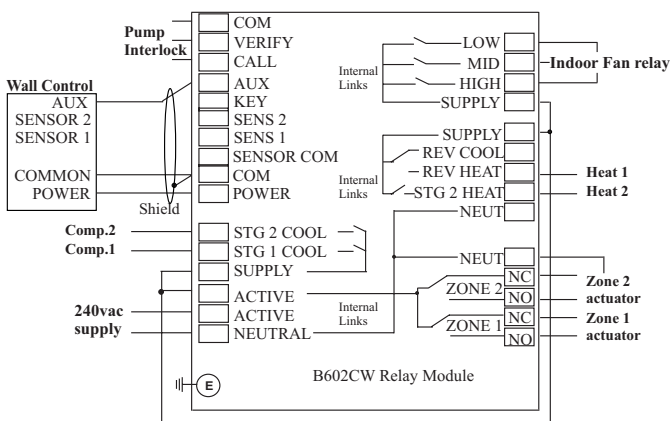 Pump
Interlock
COM
VERIFY
CALL
AUX
KEY
SENS 2
SENS 1
SENSOR COM
COM
POWER
Wall Control
AUX
SENSOR 2
SENSOR 1
COMMON
POWER
Shield
Comp.2
Comp.1
STG 2 COOL
STG 1 COOL
SUPPLY
ACTIVE
ACTIVE
NEUTRAL
240vac
supply
E
Internal
Links
LOW
MID
HIGH
SUPPLY
Indoor Fan relay
Internal
Links
SUPPLY
REV COOL
REV HEAT
STG 2 HEAT
NEUT
Heat 1
Heat 2
Internal
Links
NEUT
ZONE 2
NC
NO
ZONE 1
NC
NO
Zone 2
actuator
Zone 1
actuator
B602CW Relay Module